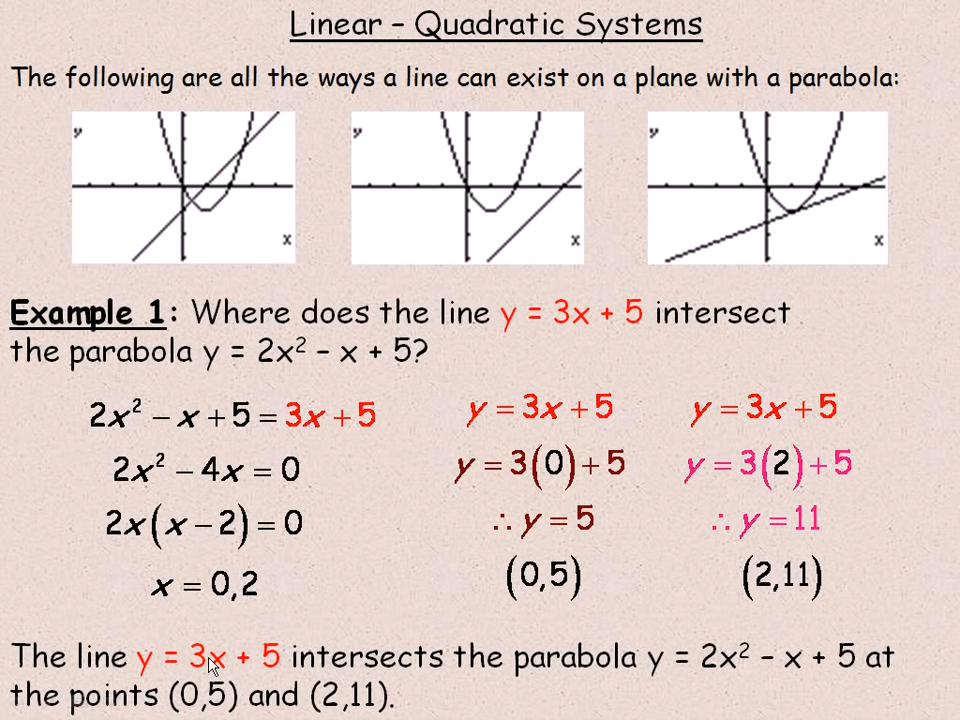 Linear – Quadratic Systems
The following are all the ways a line can exist on a plane with a parabola:
y y y
x x x
Example 1: Where does the line y = 3x + 5 intersect
the parabola y = 2x² – x + 5?
2x² − x + 5 = 3x + 5
2x² − 4x = 0
2x(x − 2) = 0
x = 0,2
y = 3x + 5
y = 3(0) + 5
∴ y = 5
(0,5)
y = 3x + 5
y = 3(2) + 5
∴ y = 11
(2,11)
The line y = 3x + 5 intersects the parabola y = 2x² – x + 5 at
the points (0,5) and (2,11).